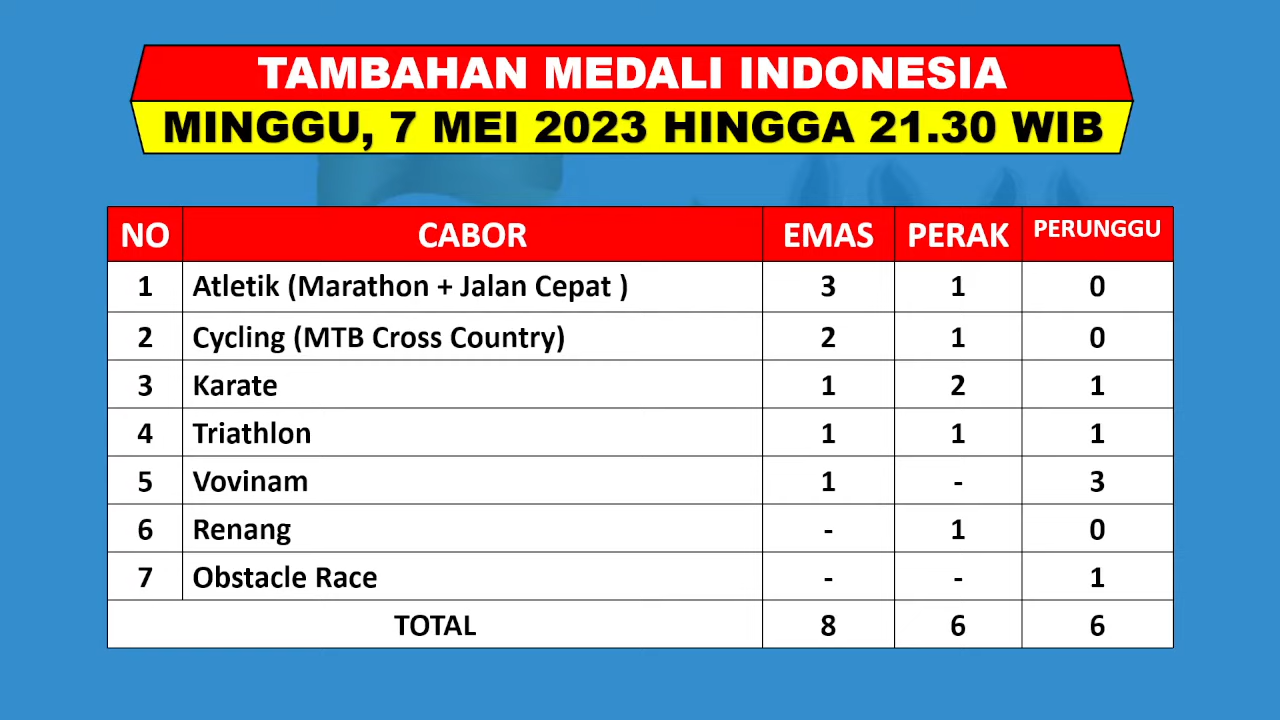 TAMBAHAN MEDALI INDONESIA
MINGGU, 7 MEI 2023 HINGGA 21.30 WIB
NO CABOR EMAS PERAK PERUNGGU
1 Atletik (Marathon + Jalan Cepat ) 3 1 0
2 Cycling (MTB Cross Country) 2 1 0
3 Karate 1 2 1
4 Triathlon 1 1 1
5 Vovinam 1 - 3
6 Renang - 1 0
7 Obstacle Race - - 1
TOTAL 8 6 6